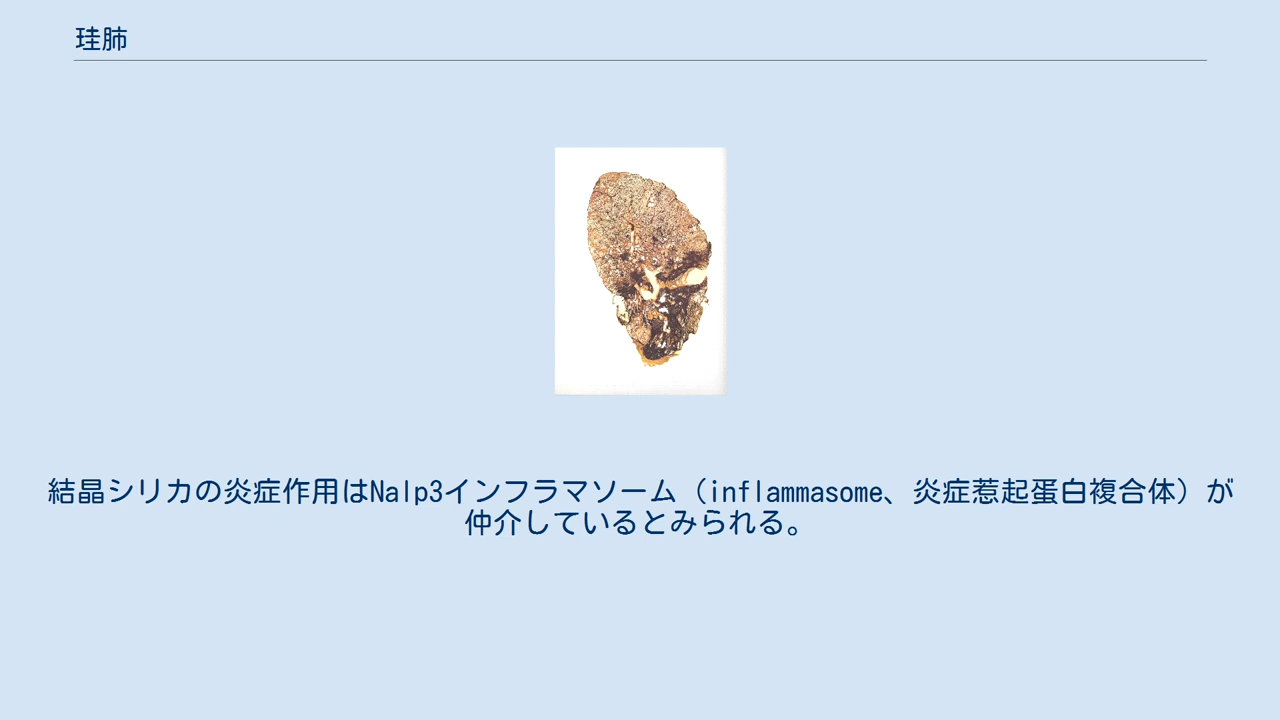 珪肺
結晶シリカの炎症作用はNalp3インフラマソーム（inflammasome、炎症惹起蛋白複合体）が
仲介しているとみられる。